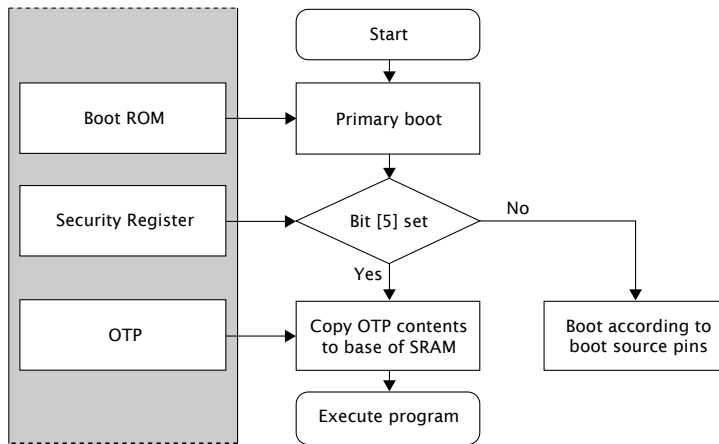 Start
Boot ROM
Primary boot
Security Register
Bit [5] set
No
Yes
OTP
Copy OTP contents
to base of SRAM
Boot according to
boot source pins
Execute program